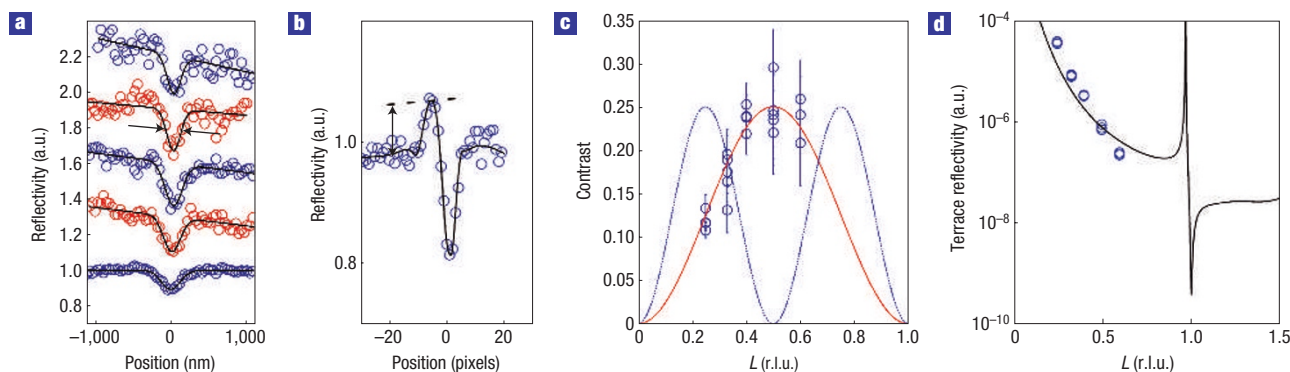 a
Reflectivity (a.u.)
2.2
2.0
1.8
1.6
1.4
1.2
1.0
0.8
−1,000 0 1,000
Position (nm)
b
Reflectivity (a.u.)
1.0
0.8
−20 0 20
Position (pixels)
c
Contrast
0.35
0.30
0.25
0.20
0.15
0.10
0.05
0
0 0.2 0.4 0.6 0.8 1.0
L (r.l.u.)
d
Terrace reflectivity (a.u.)
10−4
10−6
10−8
10−10
0 0.5 1.0 1.5
L (r.l.u.)